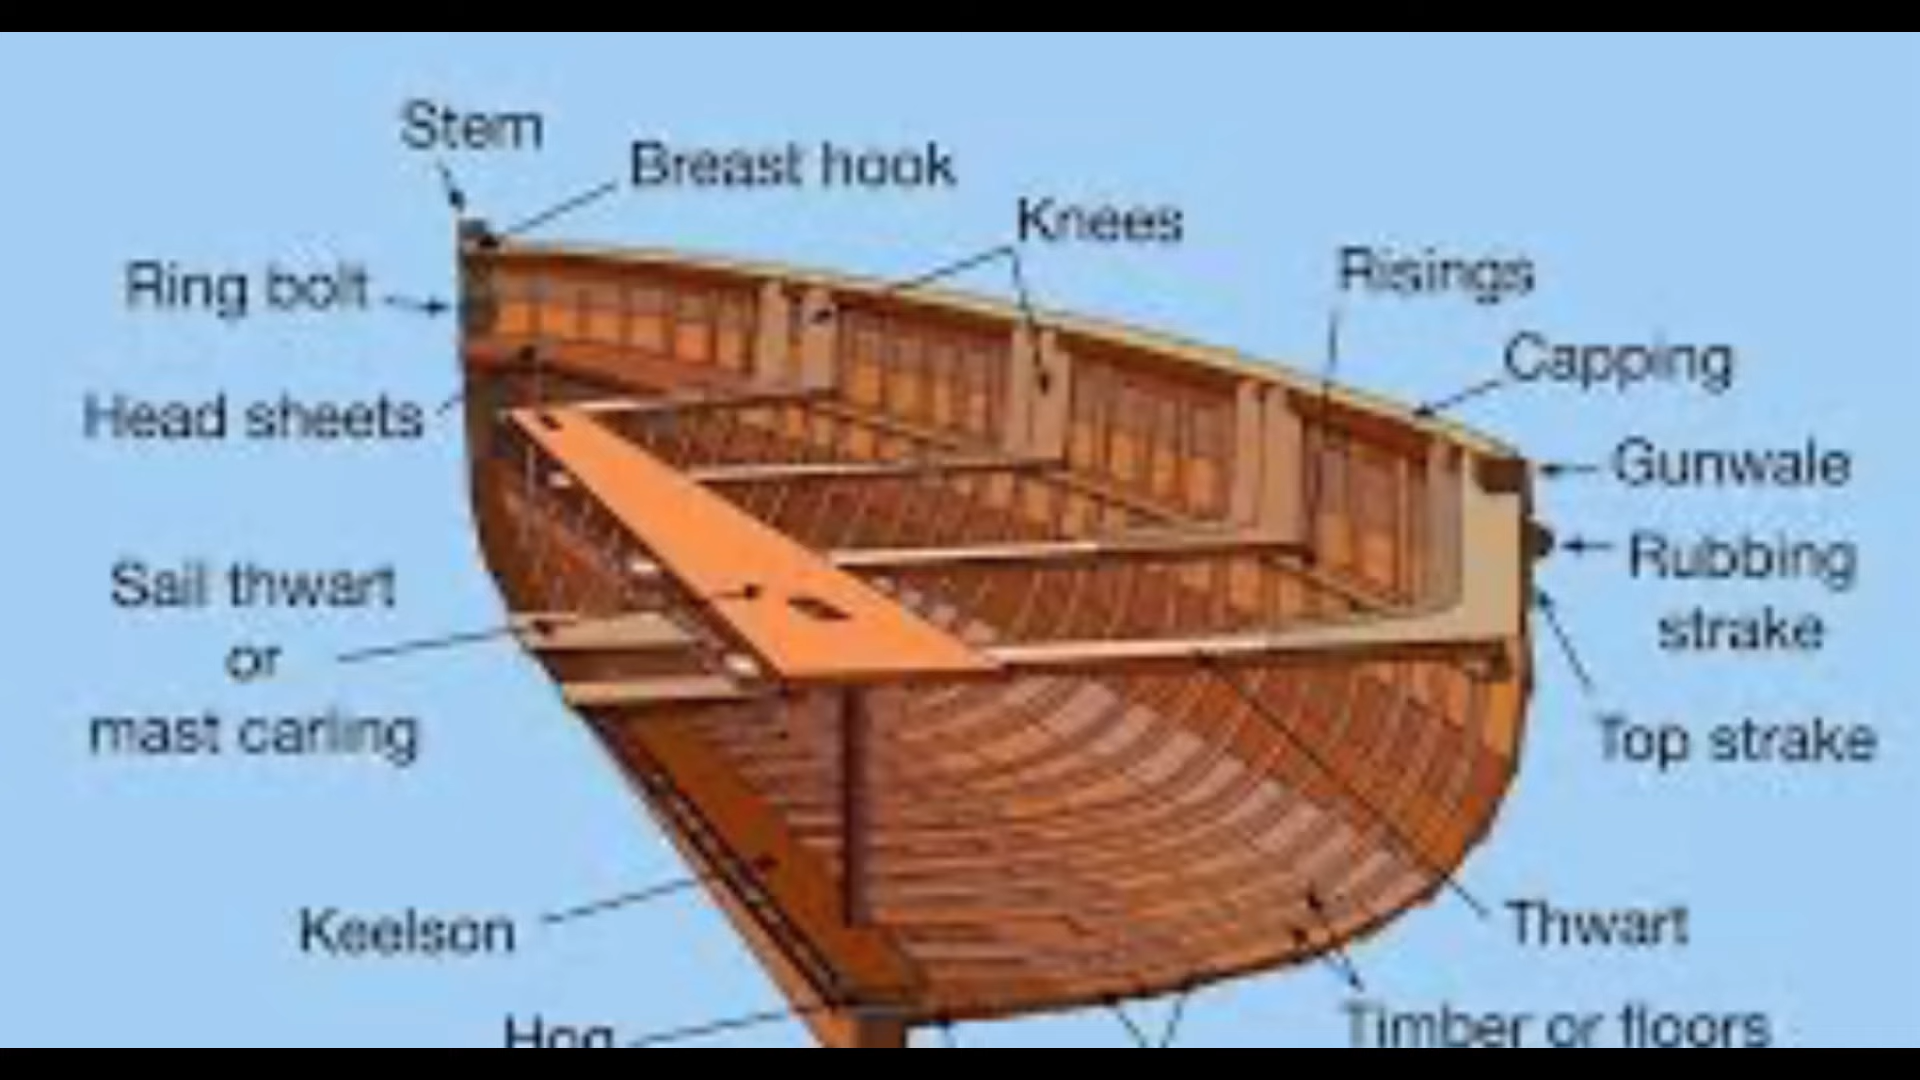 Stem
Breast hook
Knees
Ring bolt
Risings
Capping
Head sheets
Gunwale
Sail thwart
or
mast carling
Rubbing
strake
Top strake
Keelson
Thwart
Hog
Timber or floors